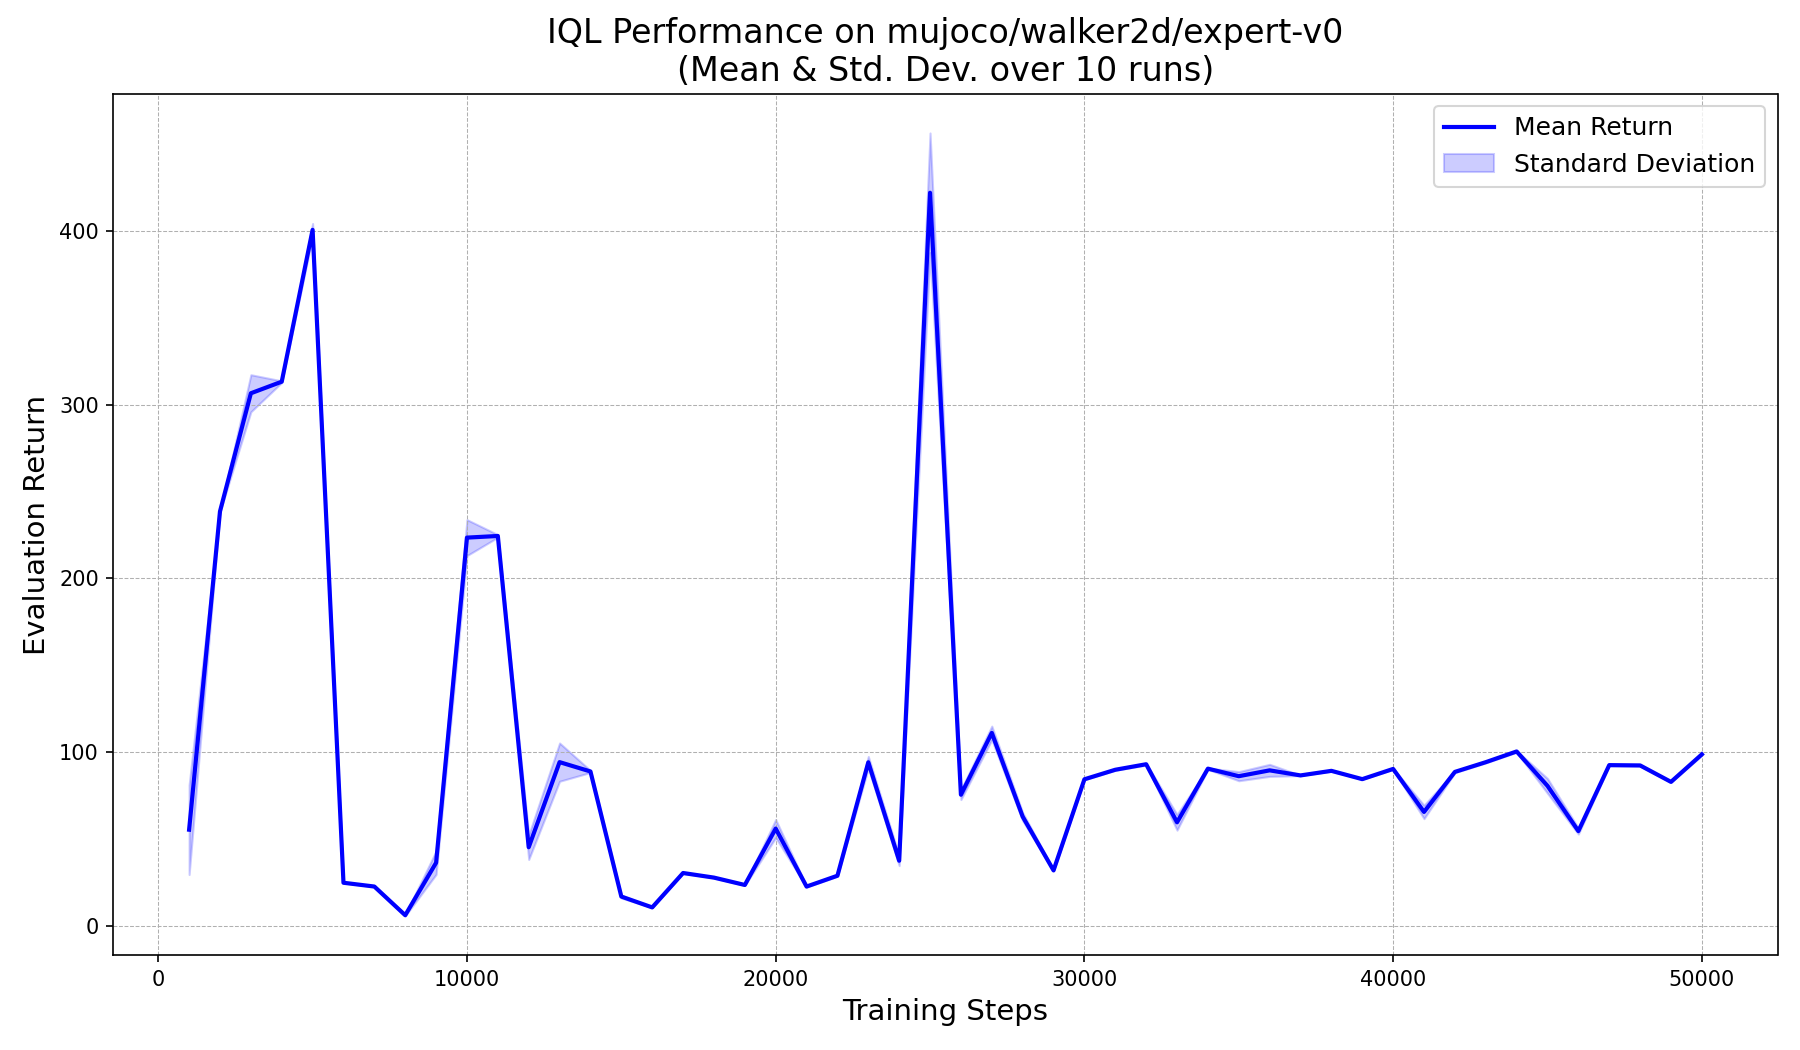 IQL Performance on mujoco/walker2d/expert-v0
(Mean & Std. Dev. over 10 runs)
Mean Return
Standard Deviation
Evaluation Return
400
300
200
100
0
0
10000
20000
30000
40000
50000
Training Steps